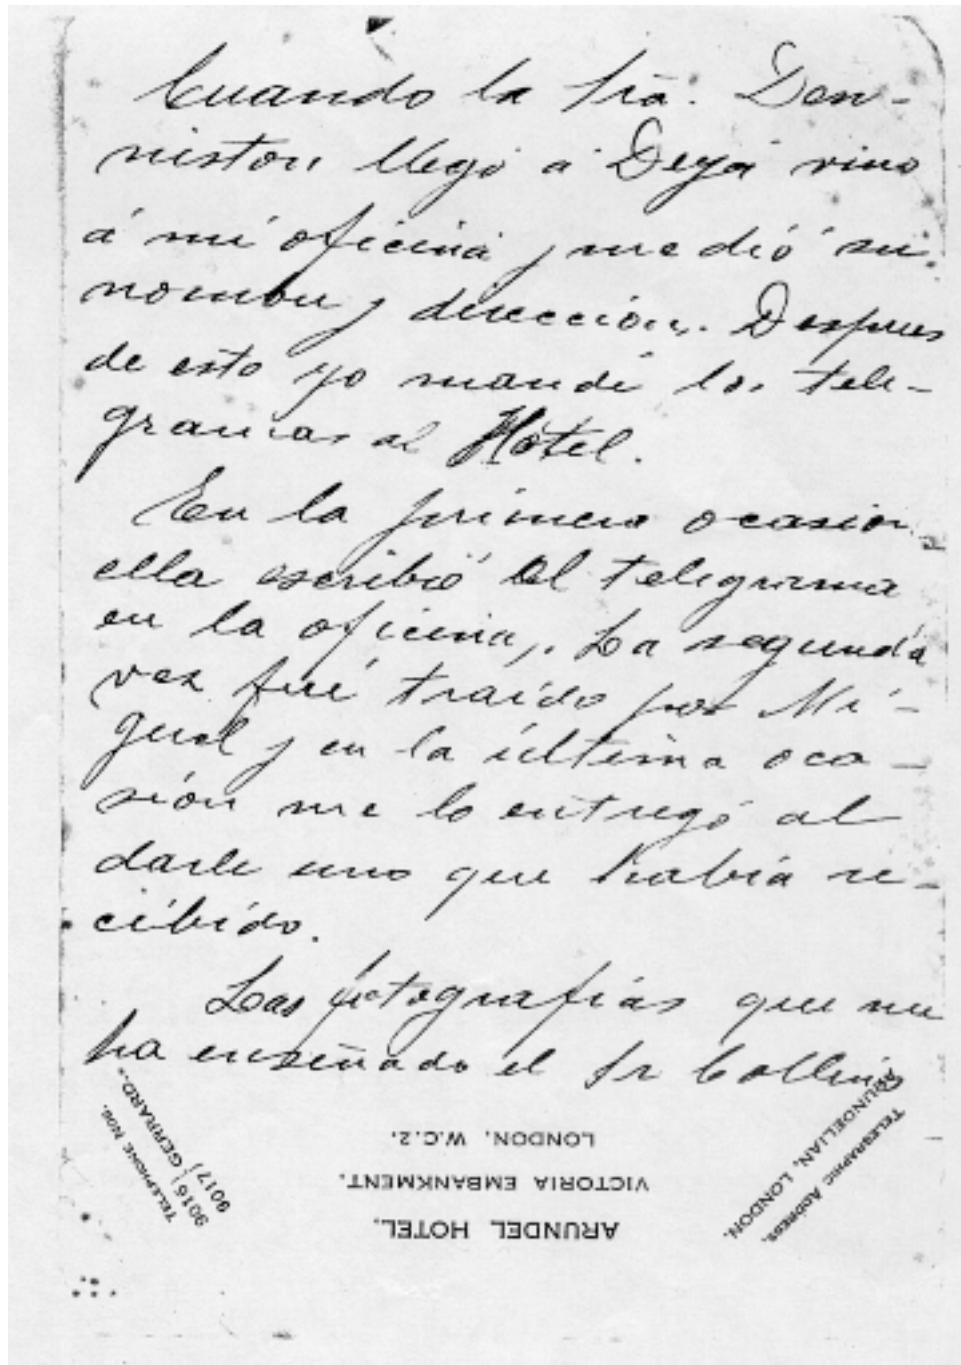 Cuando la Sra. Den-
niston llegó á Deyá vino
á mi oficina y me dió su
nombre y dirección. Despues
de esto yo mandé los tele-
gramas al Hotel.
En la primera ocasion
ella escribió el telegrama
en la oficina,. La segunda
vez fué traído por Mi-
guel y en la última oca-
sión me lo entregó al
darle uno que había re-
cibido.
Las fotografías que me
ha enseñado el Sr Collins
ARUNDEL HOTEL,
VICTORIA EMBANKMENT.
LONDON, W.C.2.
TELEGRAPHIC ADDRESS,
ARUNDELIAN, LONDON.
TELEPHONE NOS.
9016) GERRARD.
9017)